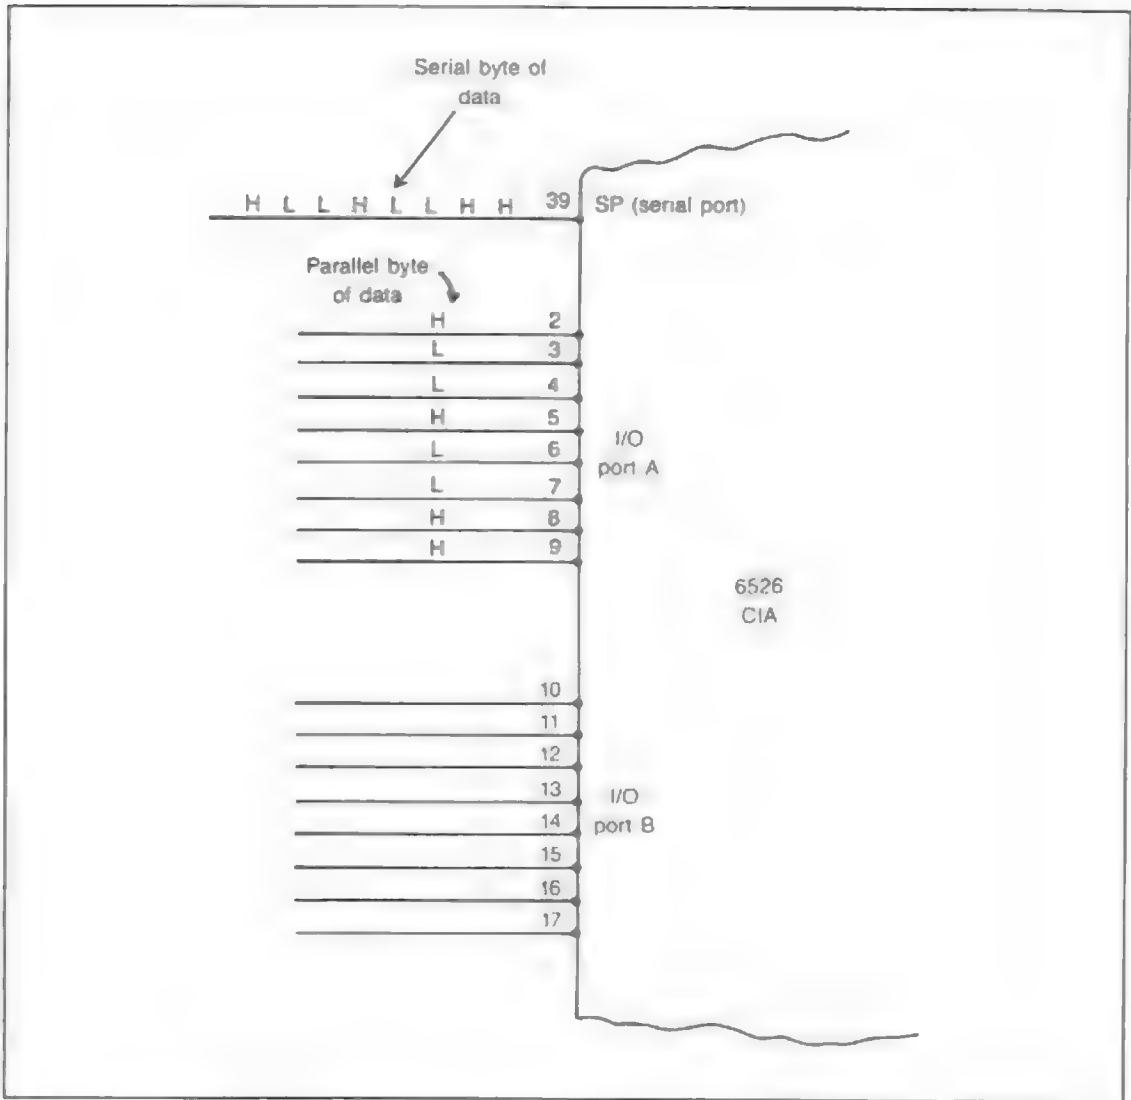 Serial byte of
data
H L L H L L H H 39 SP (serial port)
Parallel byte
of data
H 2
L 3
L 4
H 5
L 6
L 7
H 8
H 9
I/O
port A
6526
CIA
10
11
12
13
14
15
16
17
I/O
port B